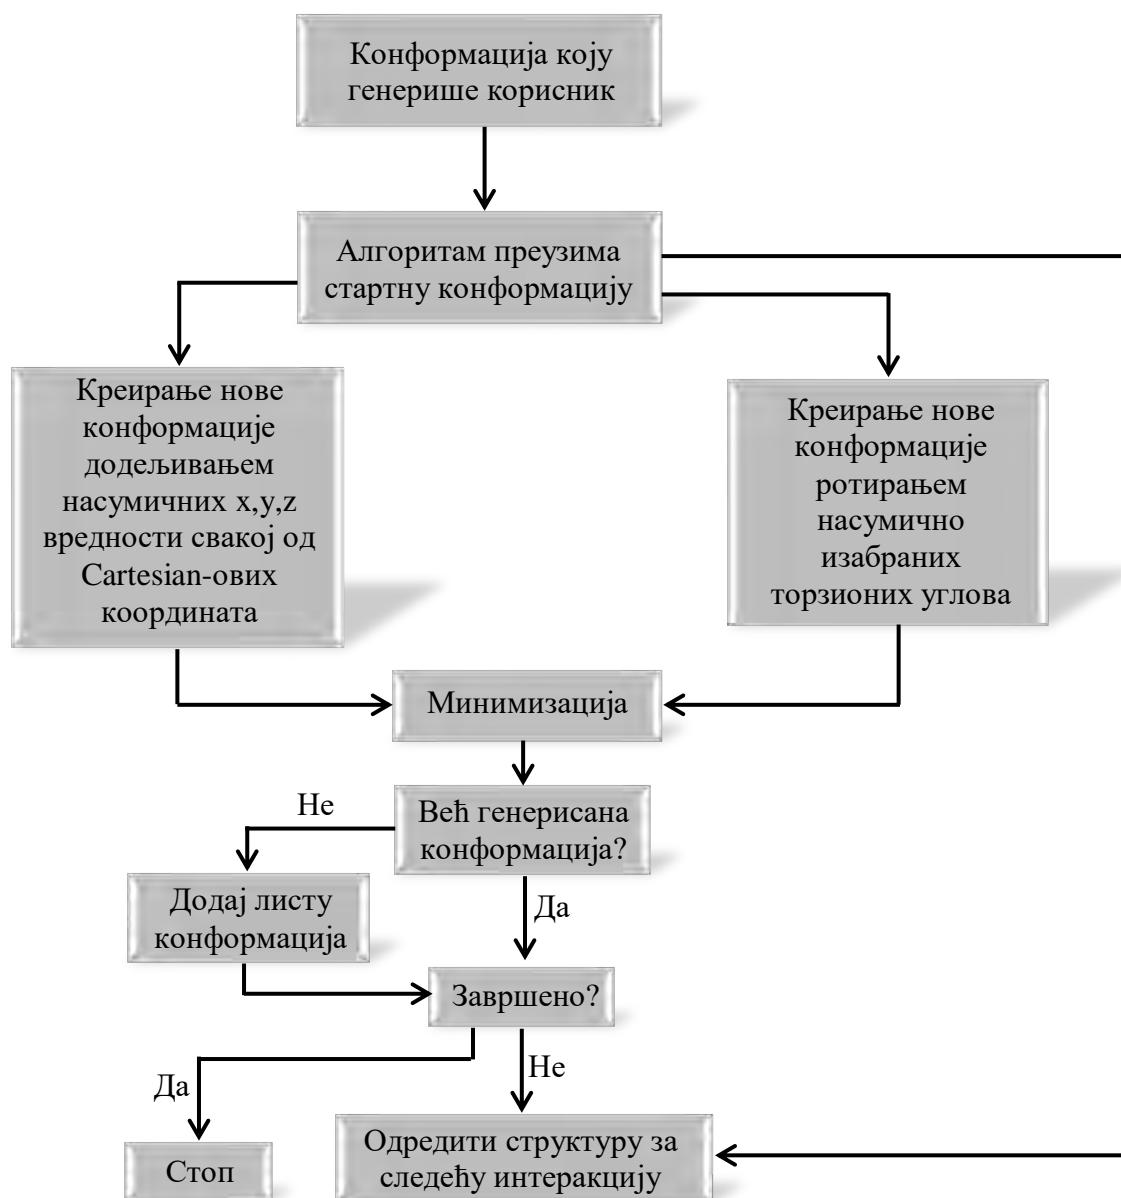 Конформација коју
генерише корисник
Алгоритам преузима
стартну конформацију
Креирање нове
конформације
додељивањем
насумичних x,y,z
вредности свакој од
Cartesian-ових
координата
Креирање нове
конформације
ротирањем
насумично
изабраних
торзионих углова
Минимизација
Не
Већ генерисана
конформација?
Додај листу
конформација
Да
Завршено?
Да
Не
Стоп
Одредити структуру за
следећу интеракцију